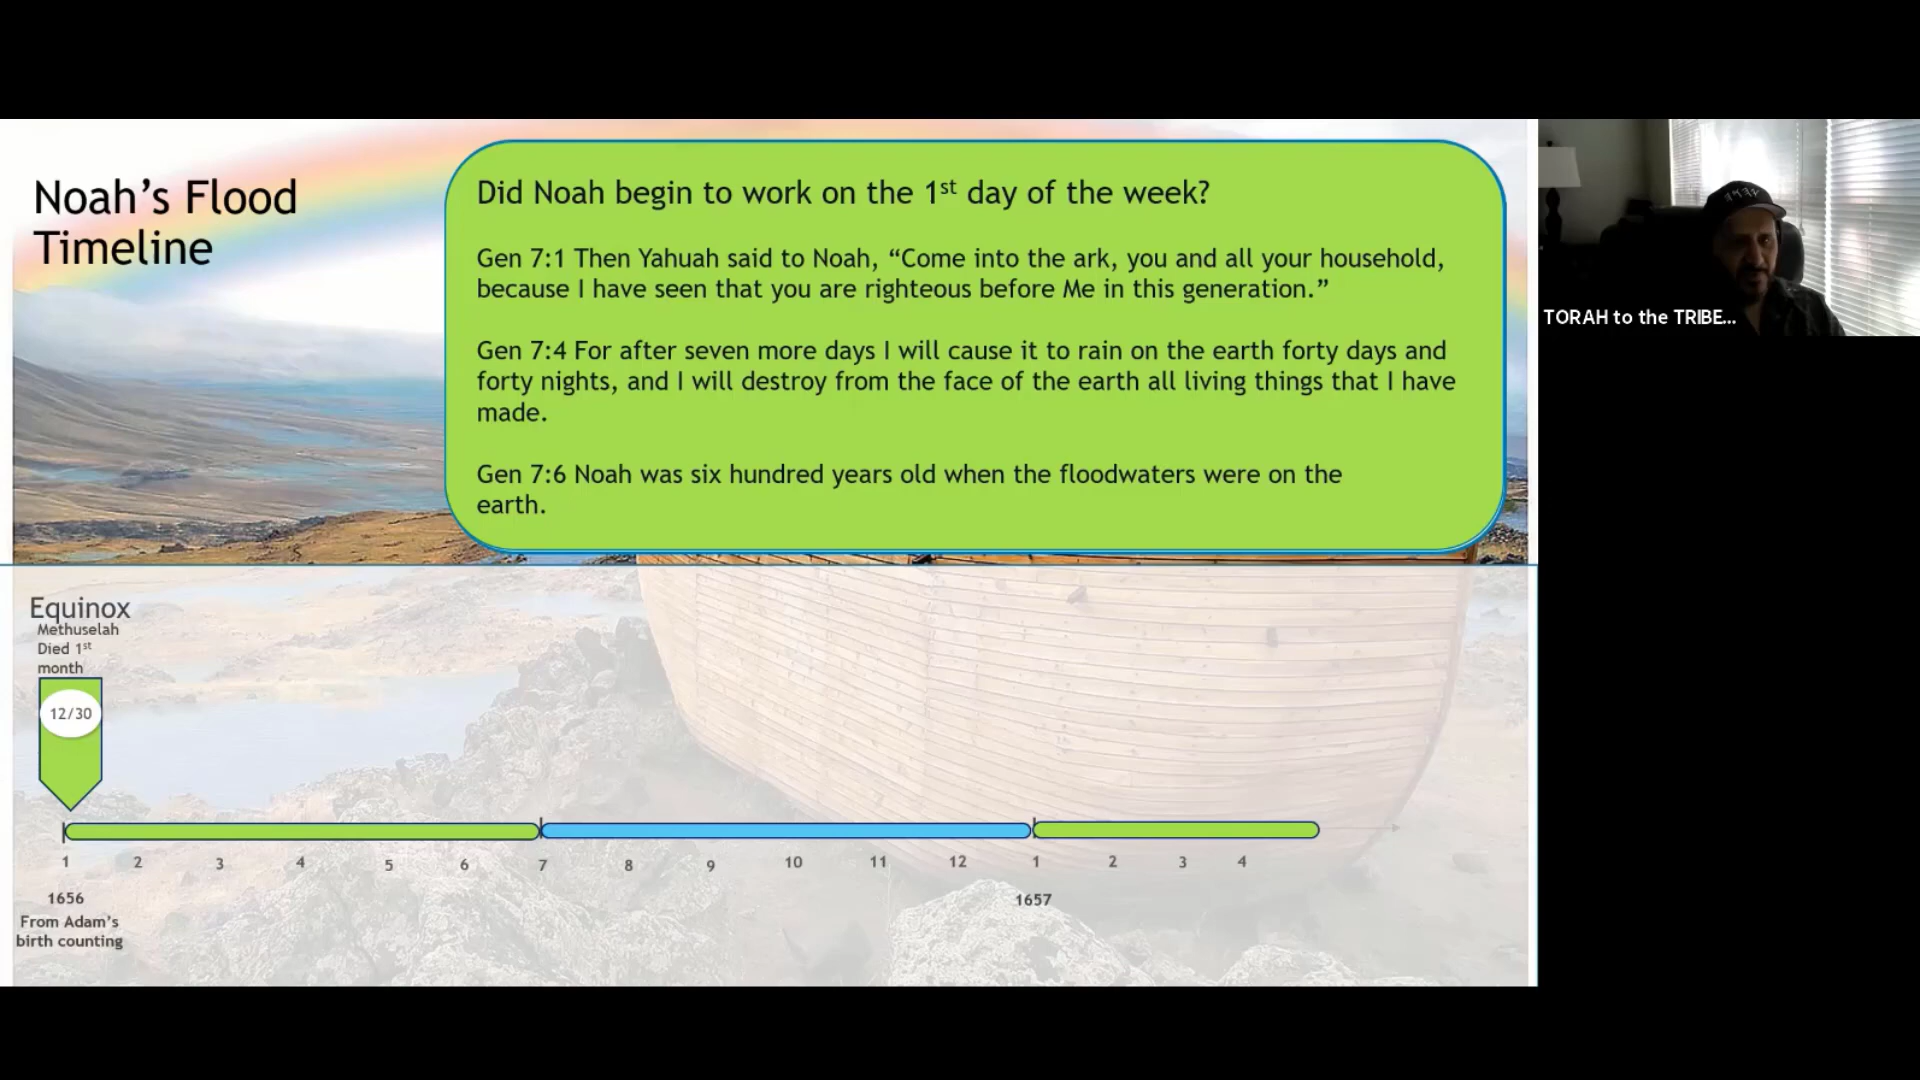 Noah’s Flood
Timeline
Did Noah begin to work on the 1st day of the week?
Gen 7:1 Then Yahuah said to Noah, “Come into the ark, you and all your household,
because I have seen that you are righteous before Me in this generation.”
Gen 7:4 For after seven more days I will cause it to rain on the earth forty days and
forty nights, and I will destroy from the face of the earth all living things that I have
made.
Gen 7:6 Noah was six hundred years old when the floodwaters were on the
earth.
TORAH to the TRIBE...
Equinox
Methuselah
Died 1st
month
12/30
1 2 3 4 5 6 7 8 9 10 11 12 1 2 3 4
1656 1657
From Adam’s
birth counting